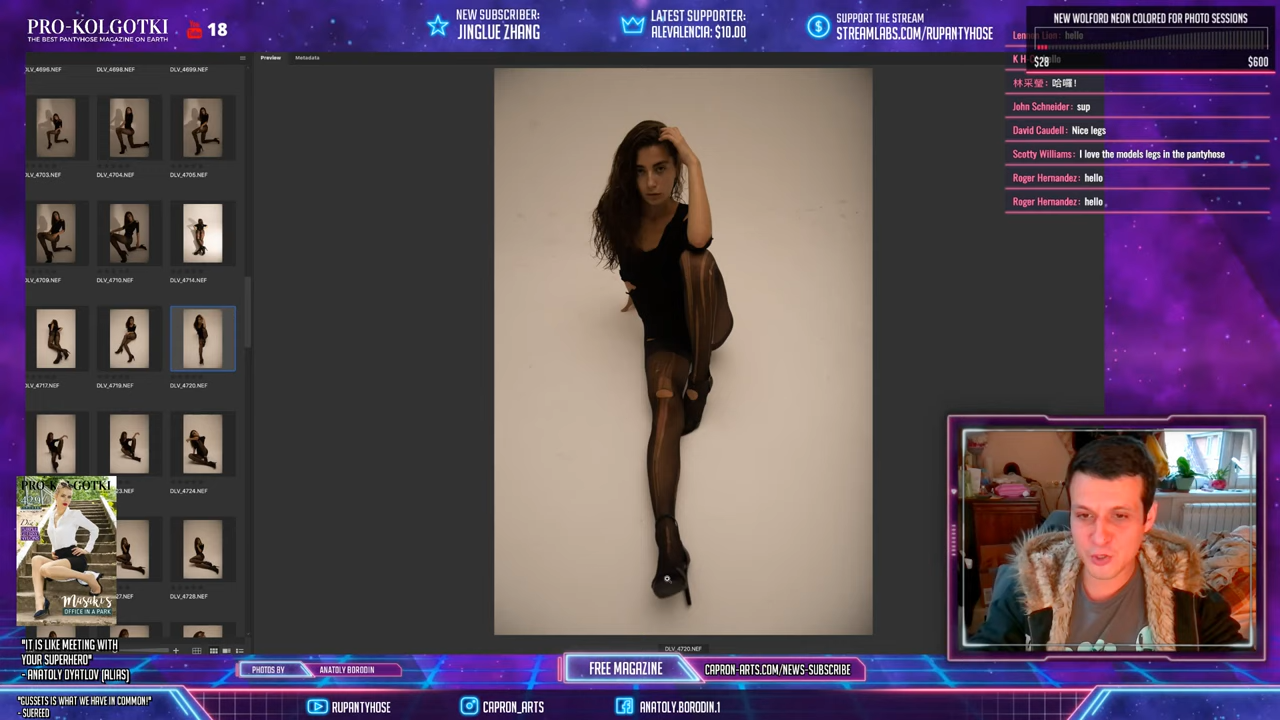 PRO-KOLGOTKI
THE BEST PANTYHOSE MAGAZINE ON EARTH
18
NEW SUBSCRIBER:
JINGLUE ZHANG
LATEST SUPPORTER:
ALEVALENCIA: $10.00
SUPPORT THE STREAM
STREAMLABS.COM/RUPANTYHOSE
NEW WOLFORD NEON COLORED FOR PHOTO SESSIONS
$28
$600
hello
林采瑩: 哈囉!
John Schneider: sup
David Caudell: Nice legs
Scotty Williams: I love the models legs in the pantyhose
Roger Hernandez: hello
Roger Hernandez: hello
Preview
Metadata
DLV_4696.NEF
DLV_4698.NEF
DLV_4699.NEF
DLV_4703.NEF
DLV_4704.NEF
DLV_4705.NEF
DLV_4709.NEF
DLV_4710.NEF
DLV_4714.NEF
DLV_4717.NEF
DLV_4719.NEF
DLV_4720.NEF
DLV_4724.NEF
DLV_4728.NEF
DLV_4720.NEF
PRO-KOLGOTKI
Masaki's
OFFICE IN A PARK
"IT IS LIKE MEETING WITH
YOUR SUPERHERO"
- ANATOLY DYATLOV (ALIAS)
"GUSSETS IS WHAT WE HAVE IN COMMON!"
- SUEREED
PHOTOS BY
ANATOLY BORODIN
FREE MAGAZINE
CAPRON-ARTS.COM/NEWS-SUBSCRIBE
RUPANTYHOSE
CAPRON_ARTS
ANATOLY.BORODIN.1